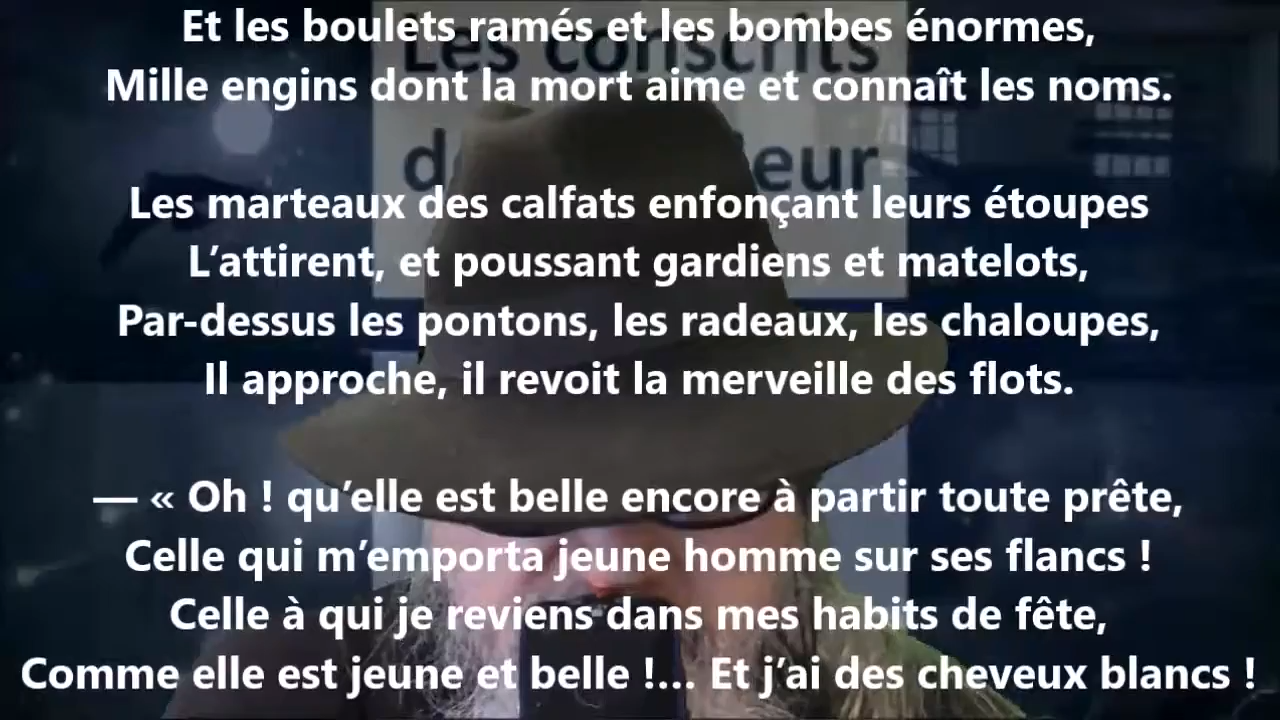 Et les boulets ramés et les bombes énormes,
Mille engins dont la mort aime et connaît les noms.
Les marteaux des calfats enfonçant leurs étoupes
L’attirent, et poussant gardiens et matelots,
Par-dessus les pontons, les radeaux, les chaloupes,
Il approche, il revoit la merveille des flots.
— « Oh ! qu’elle est belle encore à partir toute prête,
Celle qui m’emporta jeune homme sur ses flancs !
Celle à qui je reviens dans mes habits de fête,
Comme elle est jeune et belle !... Et j’ai des cheveux blancs !
Les conscrits